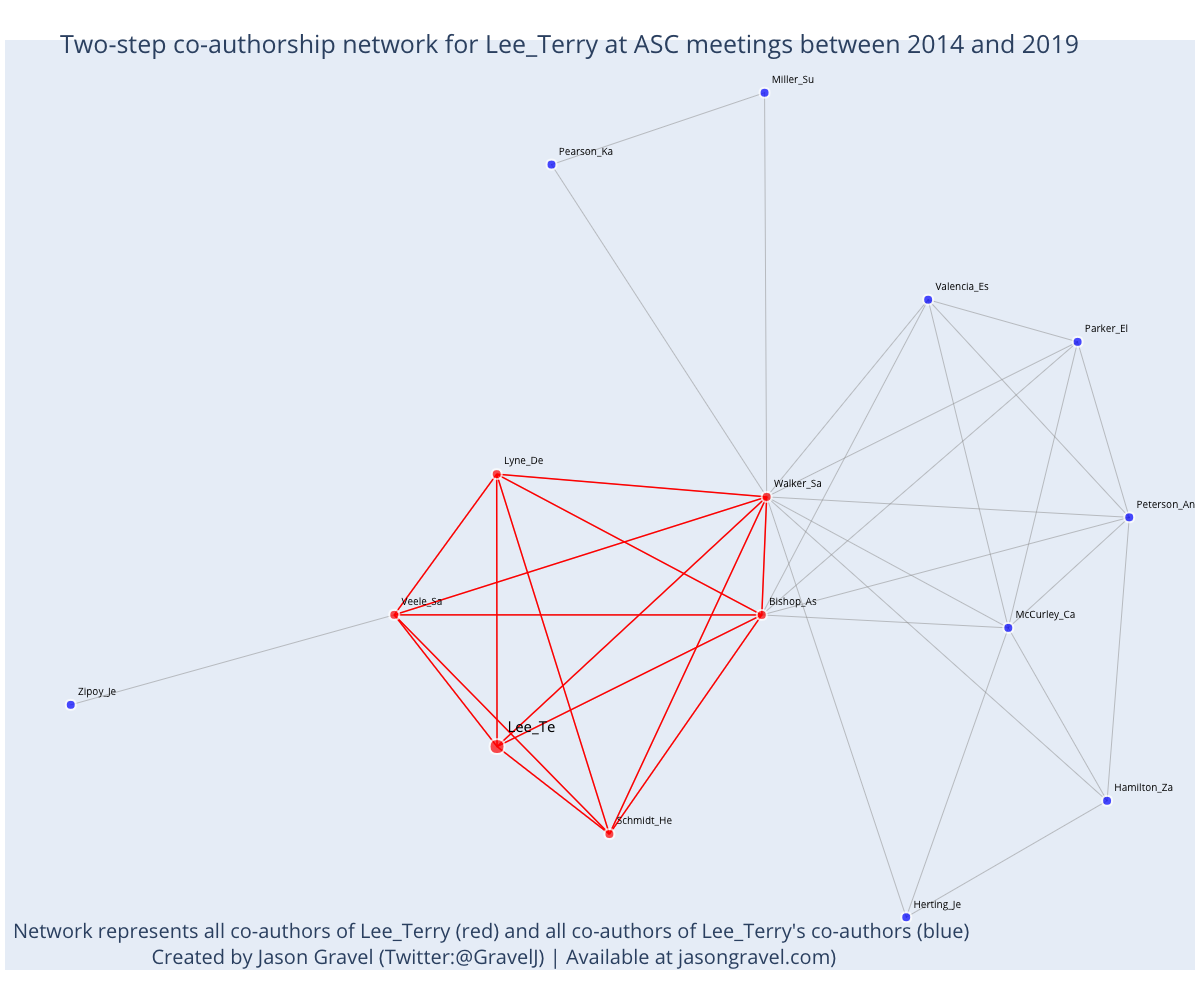 Two-step co-authorship network for Lee_Terry at ASC meetings between 2014 and 2019
Miller_Su
Pearson_Ka
Valencia_Es
Parker_El
Lyne_De
Walker_Sa
Peterson_An
Veele_Sa
Bishop_As
McCurley_Ca
Zipoy_Je
Lee_Te
Hamilton_Za
Schmidt_He
Herting_Je
Network represents all co-authors of Lee_Terry (red) and all co-authors of Lee_Terry's co-authors (blue)
Created by Jason Gravel (Twitter:@GravelJ) | Available at jasongravel.com)